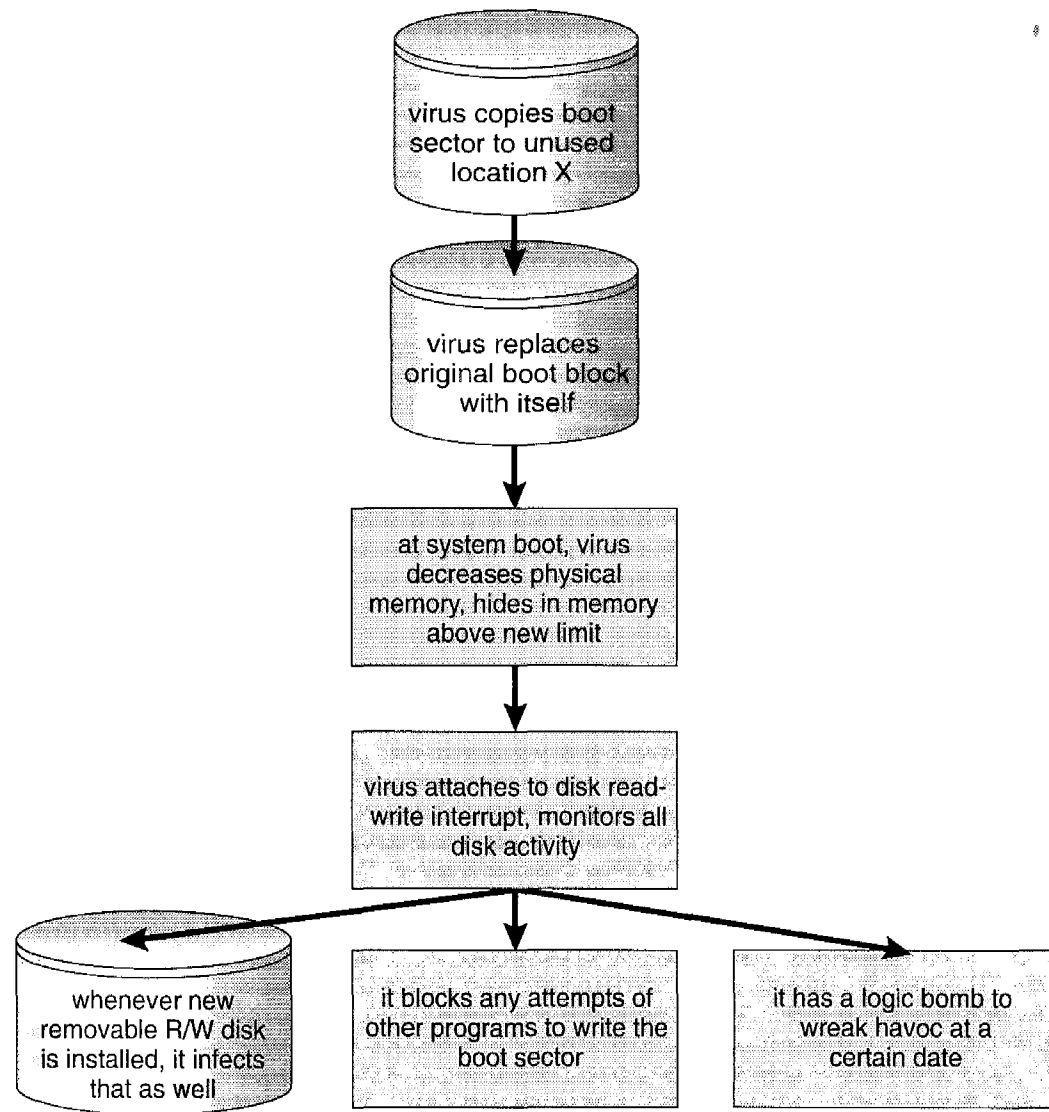 virus copies boot
sector to unused
location X
virus replaces
original boot block
with itself
at system boot, virus
decreases physical
memory, hides in memory
above new limit
virus attaches to disk read-
write interrupt, monitors all
disk activity
whenever new
removable R/W disk
is installed, it infects
that as well
it blocks any attempts of
other programs to write the
boot sector
it has a logic bomb to
wreak havoc at a
certain date